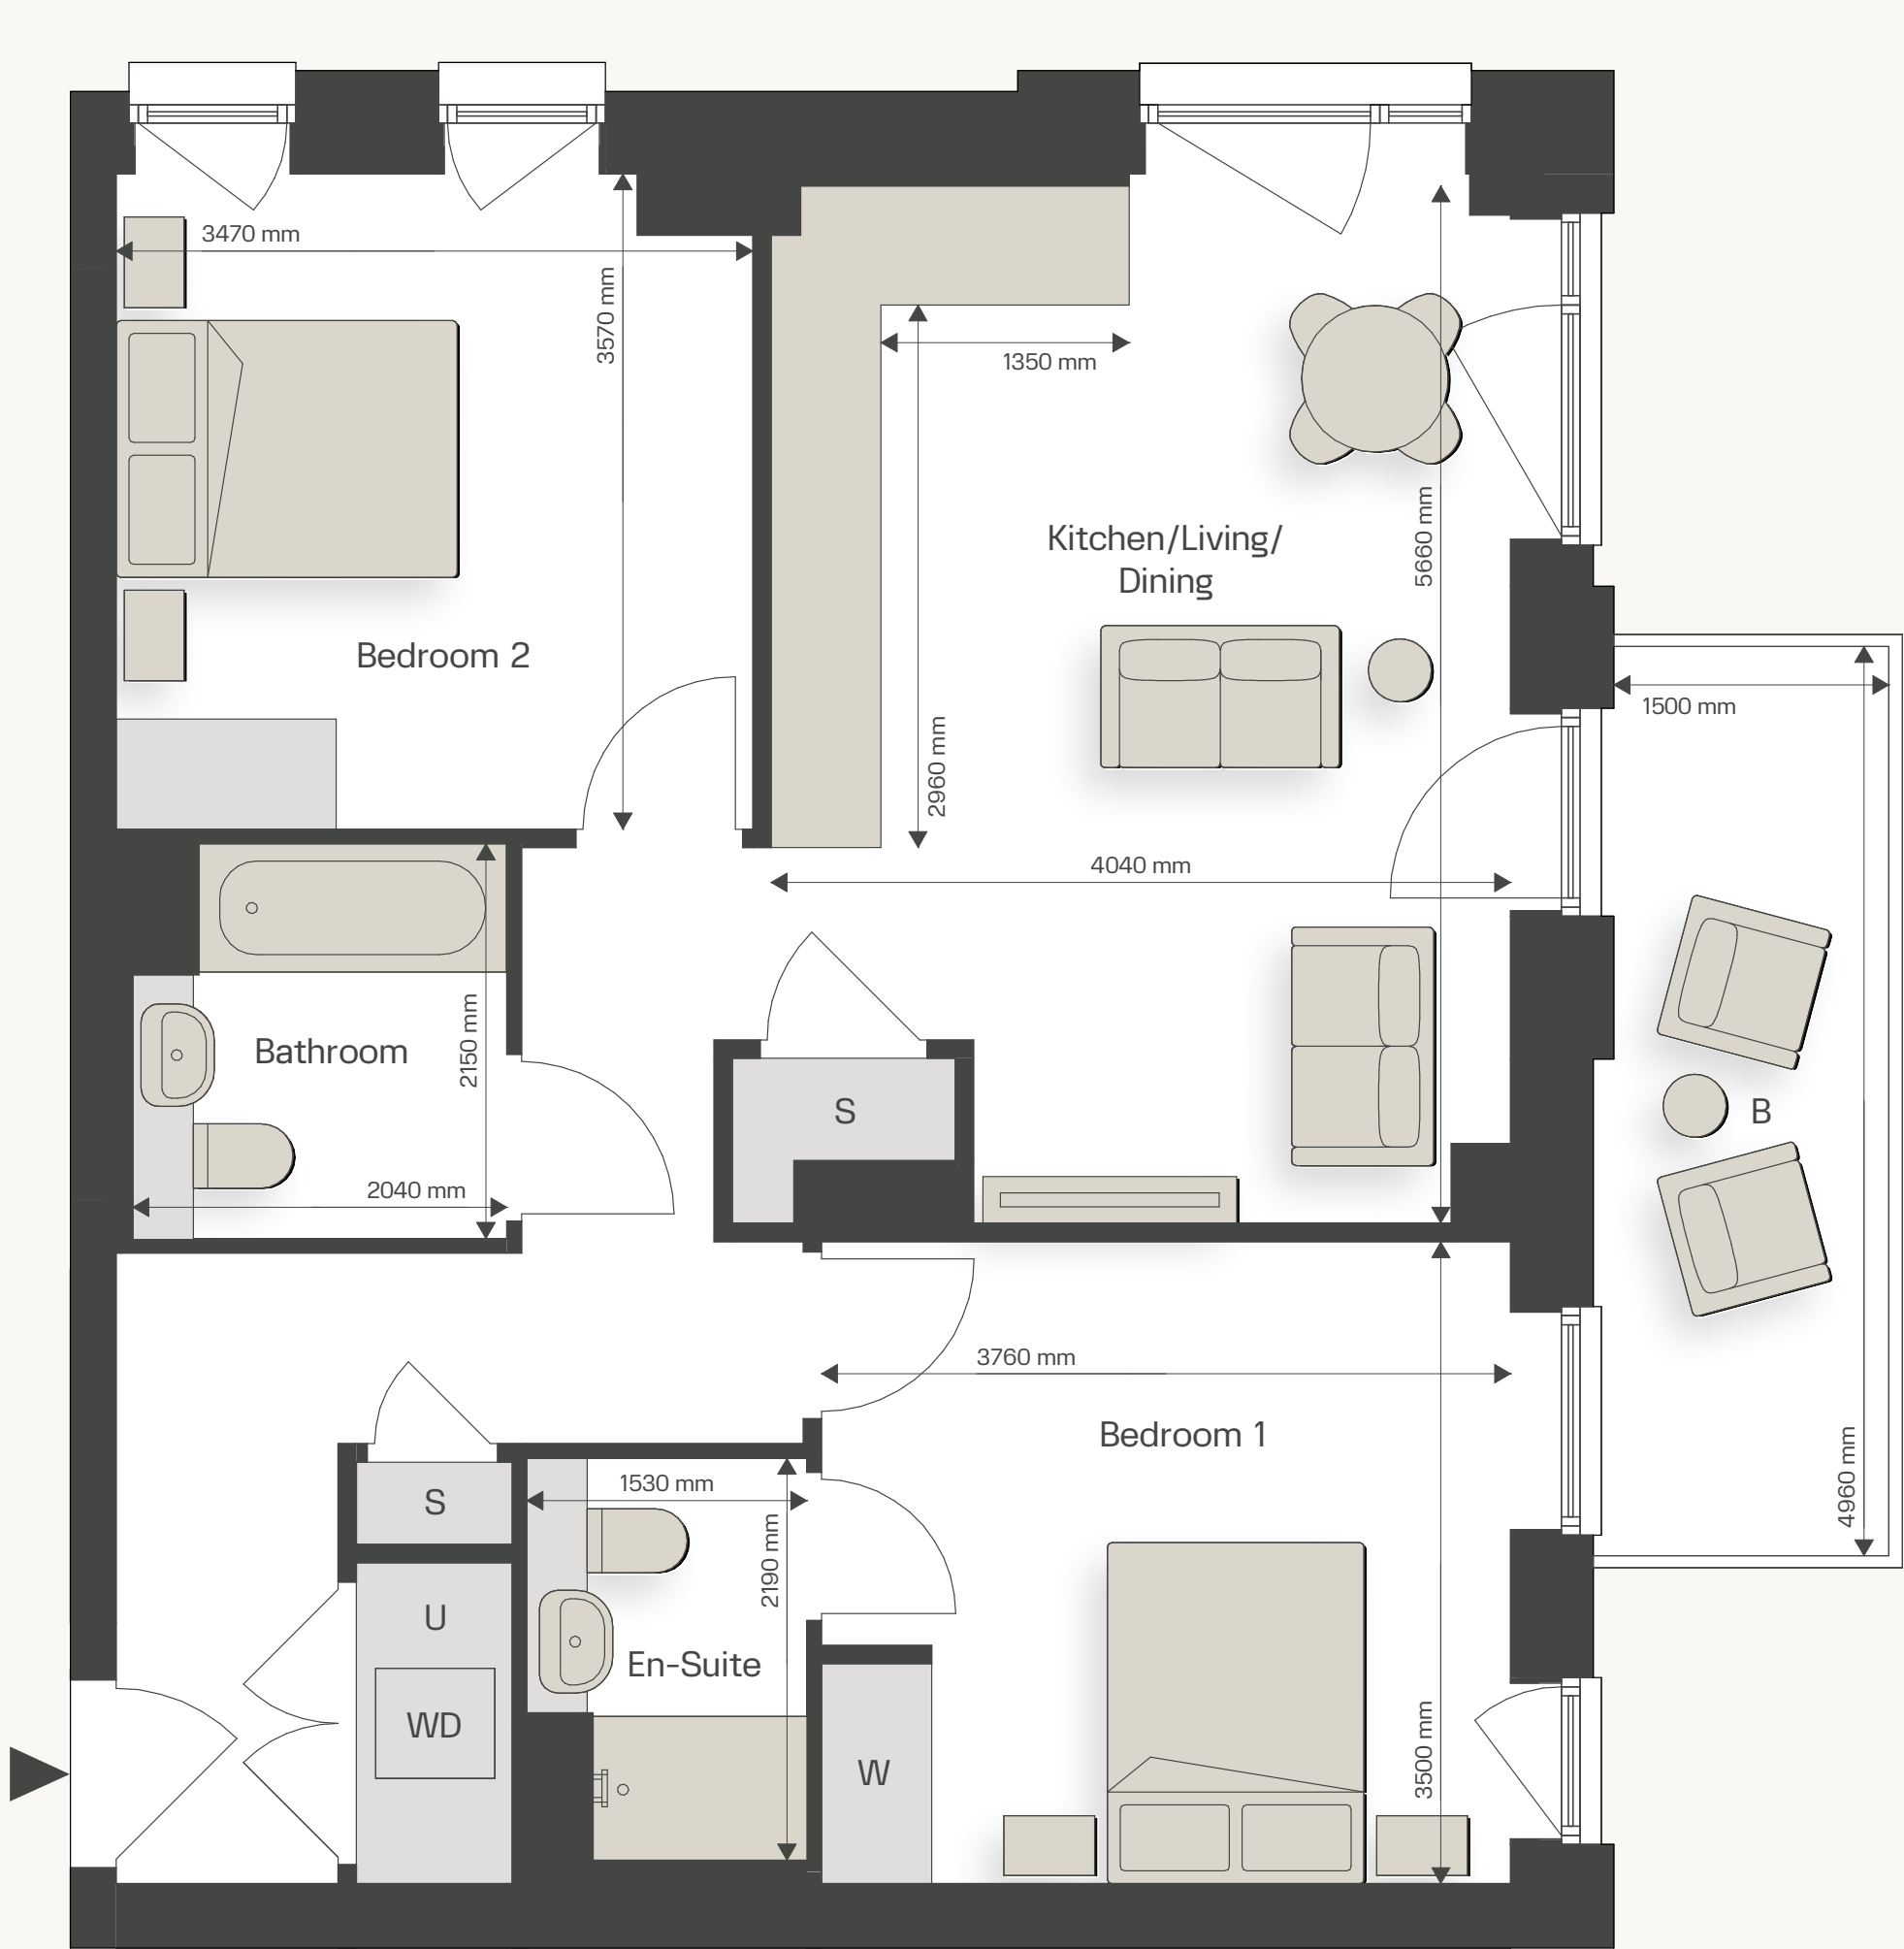 3470 mm
3570 mm
1350 mm
Kitchen/Living/
Dining
5660 mm
Bedroom 2
1500 mm
2960 mm
4040 mm
Bathroom
2150 mm
S
B
2040 mm
3760 mm
Bedroom 1
4960 mm
S
1530 mm
2190 mm
U
En-Suite
WD
W
3500 mm